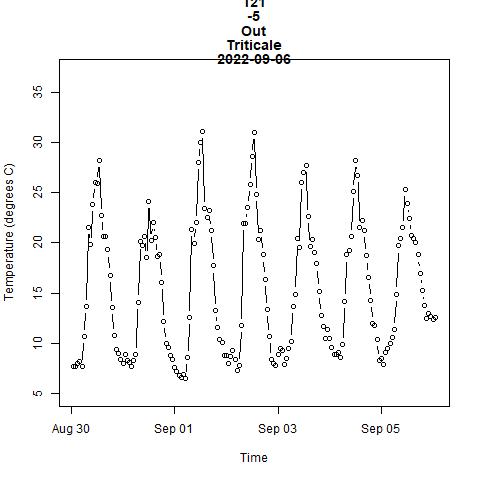 121
-5
Out
Triticale
2022-09-06
Temperature (degrees C)
35
30
25
20
15
10
5
Aug 30
Sep 01
Sep 03
Sep 05
Time